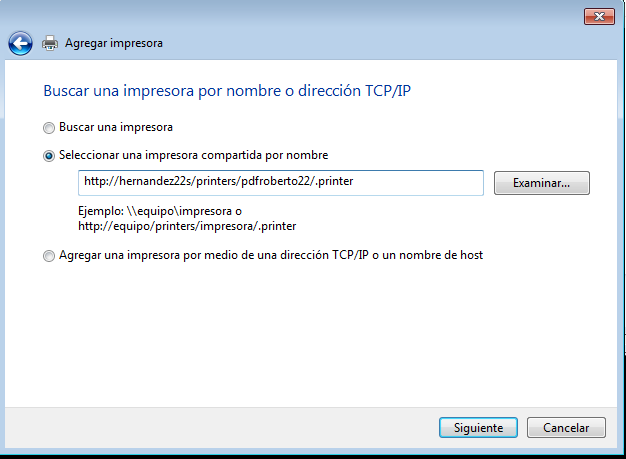 Agregar impresora
Buscar una impresora por nombre o dirección TCP/IP
Buscar una impresora
Seleccionar una impresora compartida por nombre
http://hernandez22s/printers/pdfroberto22/.printer
Examinar...
Ejemplo: \\equipo\impresora o
http://equipo/printers/impresora/.printer
Agregar una impresora por medio de una dirección TCP/IP o un nombre de host
Siguiente
Cancelar